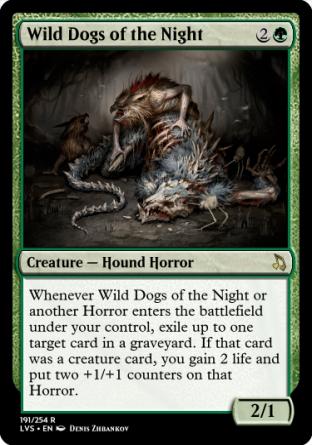 Wild Dogs of the Night 2
Creature — Hound Horror
Whenever Wild Dogs of the Night or
another Horror enters the battlefield
under your control, exile up to one
target card in a graveyard. If that card
was a creature card, you gain 2 life and
put two +1/+1 counters on that
Horror.
2/1
191/254 R
LVS • EN Denis Zhbankov